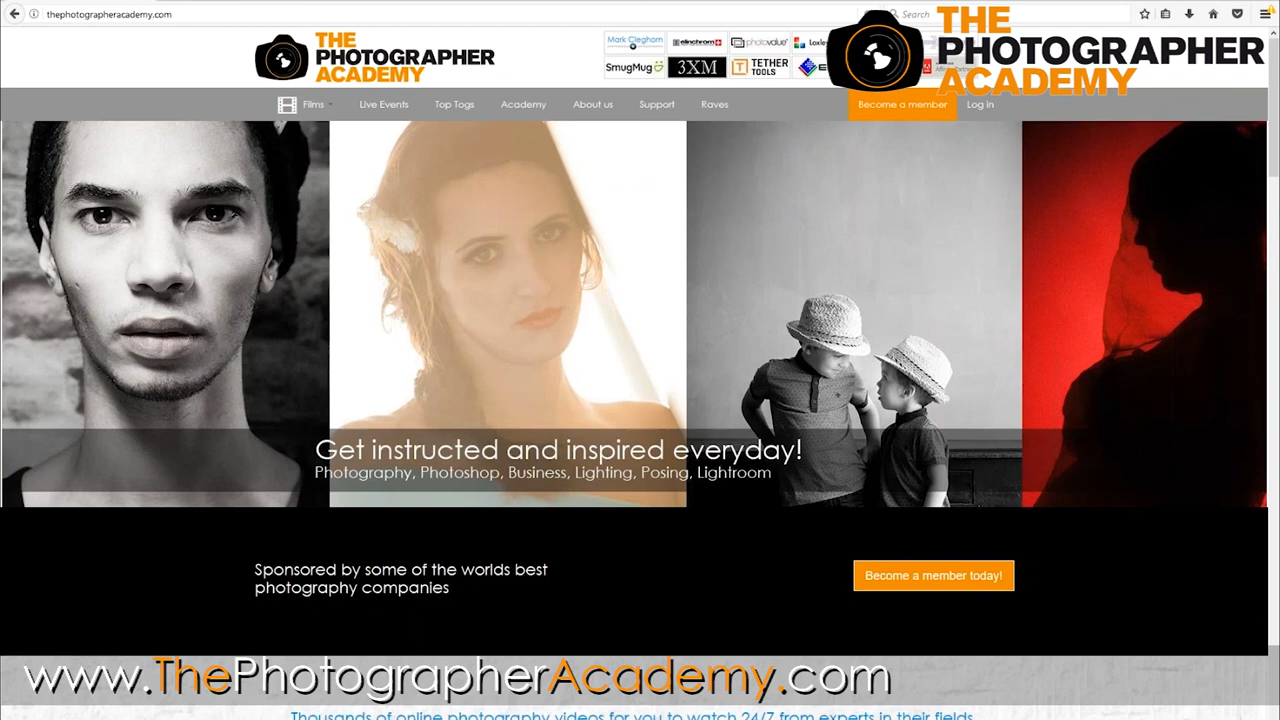 thephotographeracademy.com
Search
THE
PHOTOGRAPHER
ACADEMY
Mark Cleghorn
elinchrom
photovalue
Loxley
SmugMug
3XM
TETHER
TOOLS
THE
PHOTOGRAPHER
ACADEMY
Films
Live Events
Top Togs
Academy
About us
Support
Raves
Become a member
Log in
Get instructed and inspired everyday!
Photography, Photoshop, Business, Lighting, Posing, Lightroom
Sponsored by some of the worlds best
photography companies
Become a member today!
www.ThePhotographerAcademy.com
Thousands of online photography videos for you to watch 24/7 from experts in their fields